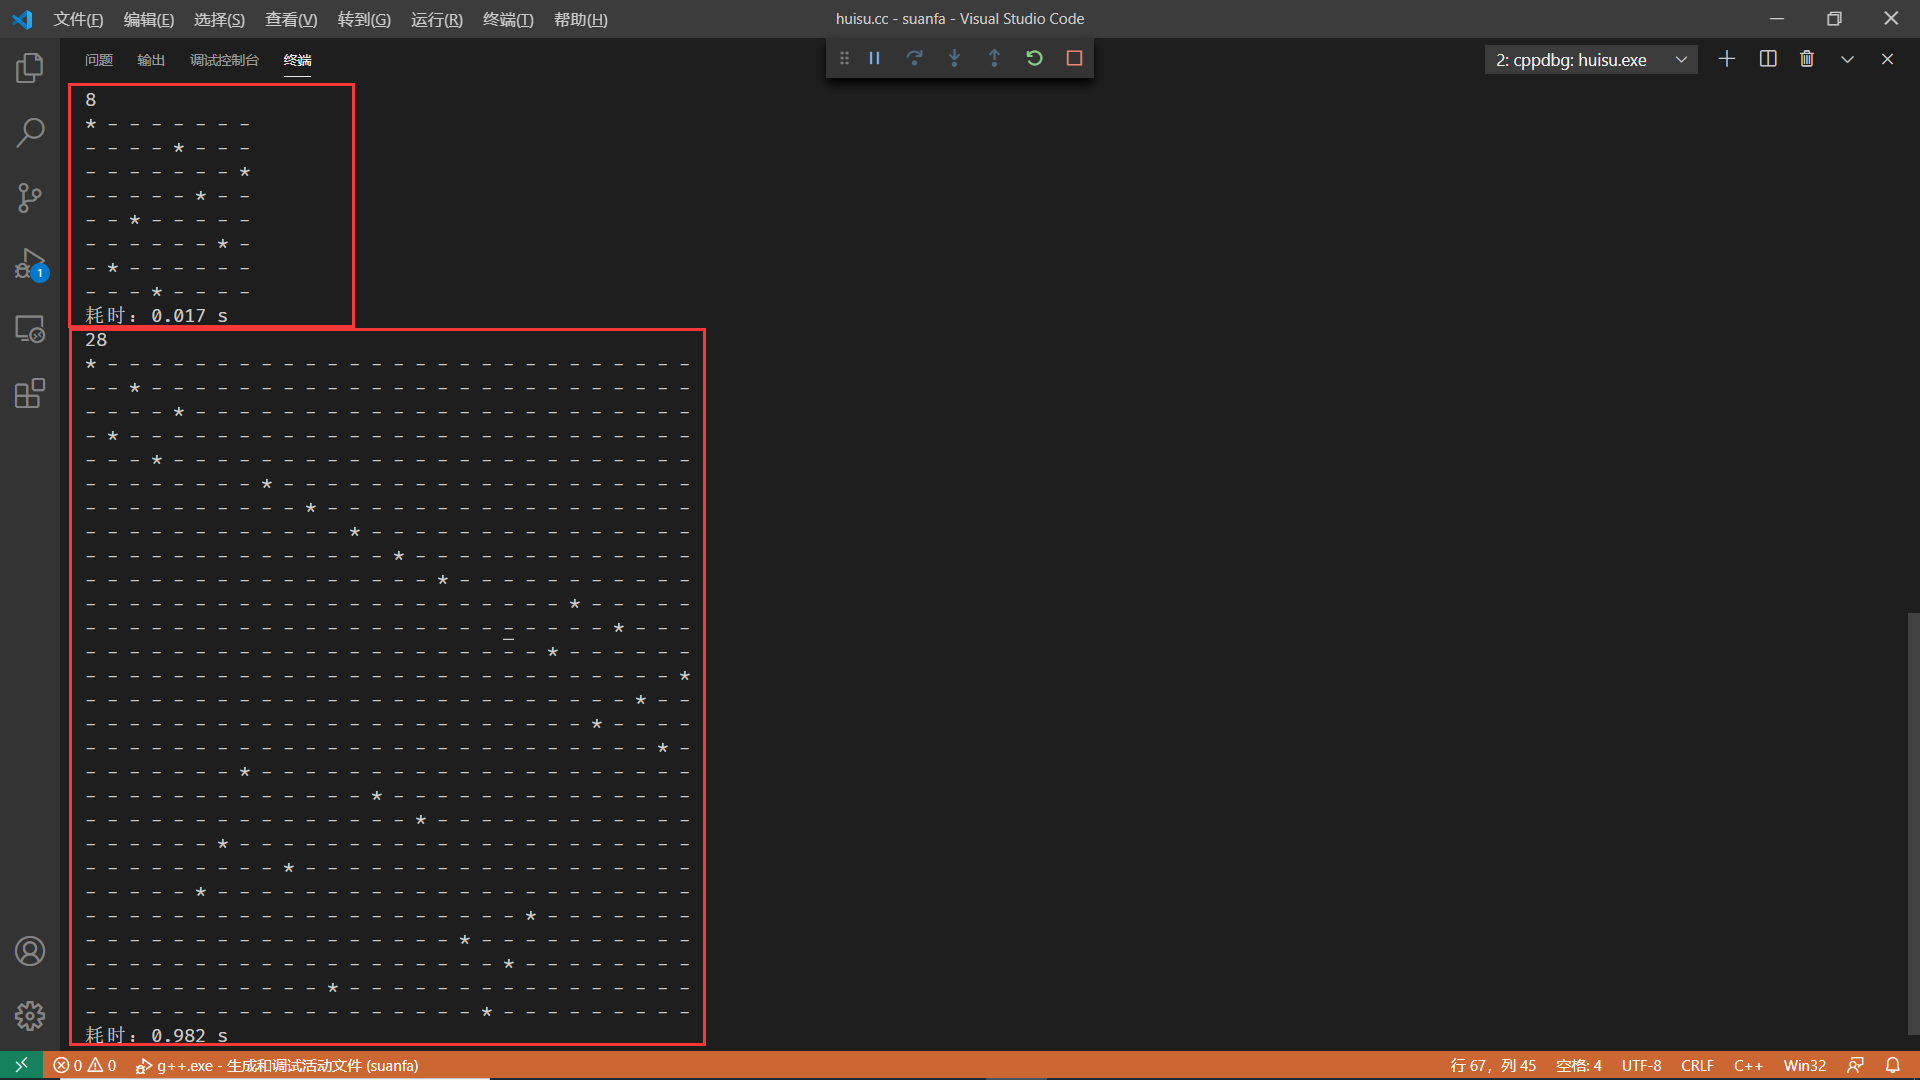 文件(F) 编辑(E) 选择(S) 查看(V) 转到(G) 运行(R) 终端(T) 帮助(H) huisu.cc - suanfa - Visual Studio Code
问题 输出 调试控制台 终端 2: cppdbg: huisu.exe
8
* - - - - - - -
- - - - * - - -
- - - - - - - *
- - - - - * - -
- - * - - - - -
- - - - - - * -
- * - - - - - -
- - - * - - - -
耗时：0.017 s
28
* - - - - - - - - - - - - - - - - - - - - - - - - - - -
- - * - - - - - - - - - - - - - - - - - - - - - - - - -
- - - - * - - - - - - - - - - - - - - - - - - - - - - -
- * - - - - - - - - - - - - - - - - - - - - - - - - - -
- - - * - - - - - - - - - - - - - - - - - - - - - - - -
- - - - - - - - * - - - - - - - - - - - - - - - - - - -
- - - - - - - - - - * - - - - - - - - - - - - - - - - -
- - - - - - - - - - - - * - - - - - - - - - - - - - - -
- - - - - - - - - - - - - - * - - - - - - - - - - - - -
- - - - - - - - - - - - - - - - * - - - - - - - - - - -
- - - - - - - - - - - - - - - - - - - - - - * - - - - -
- - - - - - - - - - - - - - - - - - - - - - - - * - - -
- - - - - - - - - - - - - - - - - - - - - * - - - - - -
- - - - - - - - - - - - - - - - - - - - - - - - - - - *
- - - - - - - - - - - - - - - - - - - - - - - - - * - -
- - - - - - - - - - - - - - - - - - - - - - - * - - - -
- - - - - - - - - - - - - - - - - - - - - - - - - - * -
- - - - - - - * - - - - - - - - - - - - - - - - - - - -
- - - - - - - - - - - - - * - - - - - - - - - - - - - -
- - - - - - - - - - - - - - - * - - - - - - - - - - - -
- - - - - - * - - - - - - - - - - - - - - - - - - - - -
- - - - - - - - - * - - - - - - - - - - - - - - - - - -
- - - - - * - - - - - - - - - - - - - - - - - - - - - -
- - - - - - - - - - - - - - - - - - - - * - - - - - - -
- - - - - - - - - - - - - - - - - * - - - - - - - - - -
- - - - - - - - - - - - - - - - - - - * - - - - - - - -
- - - - - - - - - - - * - - - - - - - - - - - - - - - -
- - - - - - - - - - - - - - - - - - * - - - - - - - - -
耗时：0.982 s
1
0 0 g++.exe - 生成和调试活动文件 (suanfa) 行 67，列 45 空格: 4 UTF-8 CRLF C++ Win32